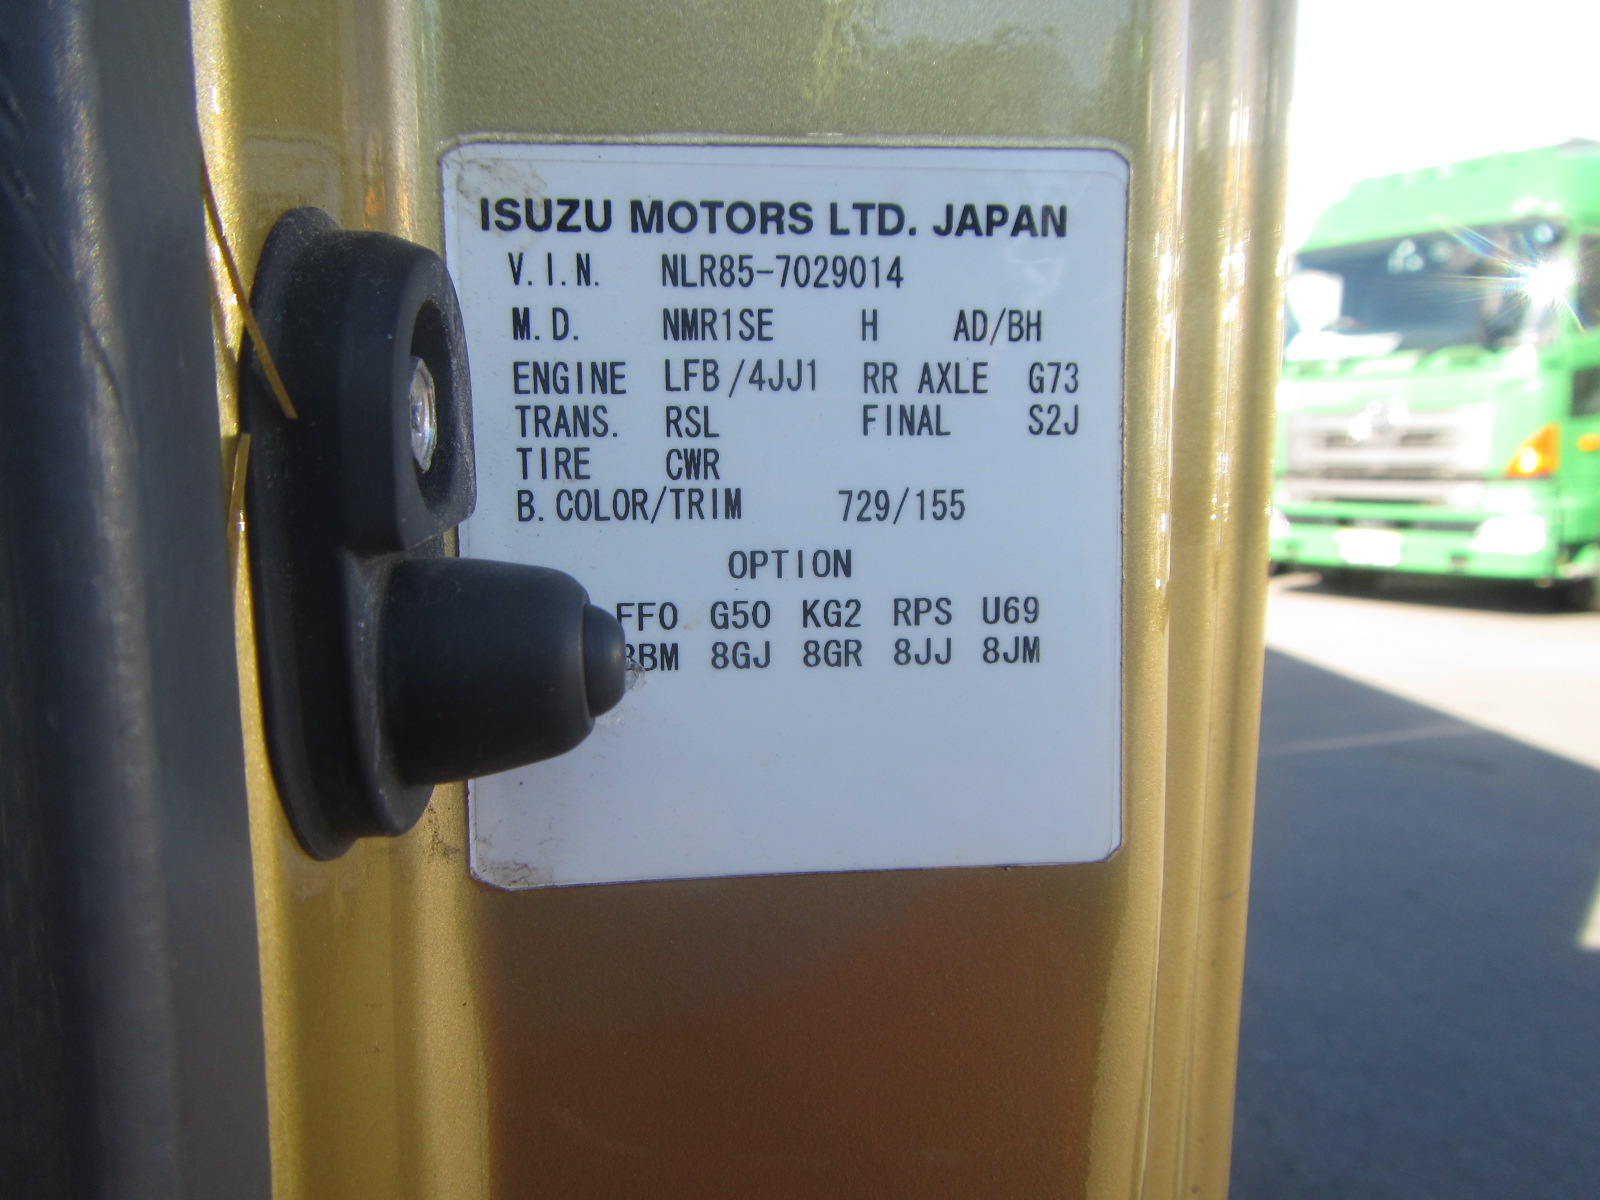 ISUZU MOTORS LTD. JAPAN
V.I.N. NLR85-7029014
M.D. NMR1SE H AD/BH
ENGINE LFB/4JJ1 RR AXLE G73
TRANS. RSL FINAL S2J
TIRE CWR
B.COLOR/TRIM 729/155
OPTION
FF0 G50 KG2 RPS U69
8GJ 8GR 8JJ 8JM